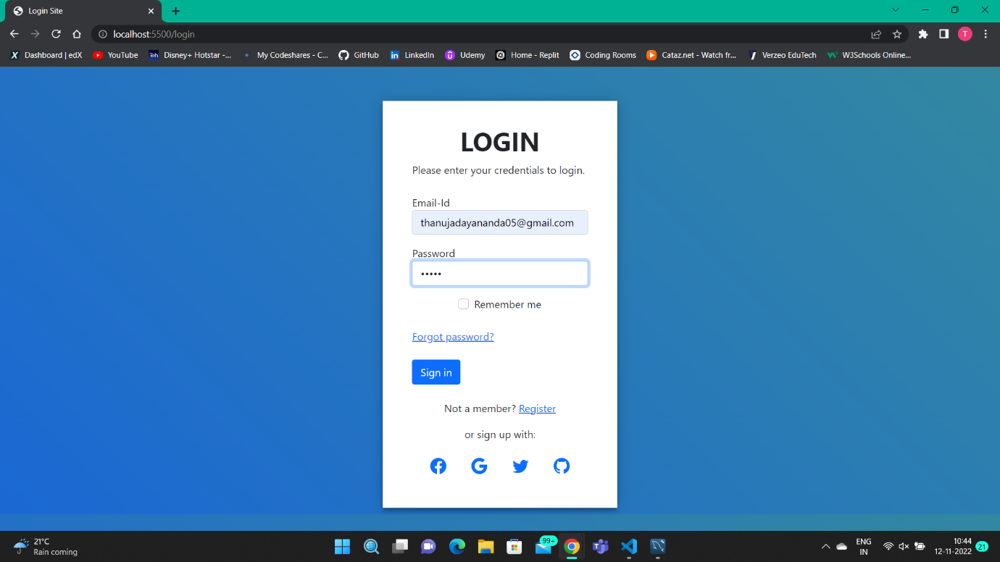 Login Site
localhost:5500/login
Dashboard | edX
YouTube
Disney+ Hotstar -...
My Codeshares - C...
GitHub
LinkedIn
Udemy
Home - Replit
Coding Rooms
Cataz.net - Watch fr...
Verzeo EduTech
W3Schools Online...
T
LOGIN
Please enter your credentials to login.
Email-Id
thanujadayananda05@gmail.com
Password
•••••
Remember me
Forgot password?
Sign in
Not a member? Register
or sign up with:
21°C
Rain coming
99+
ENG
IN
10:44
12-11-2022
21